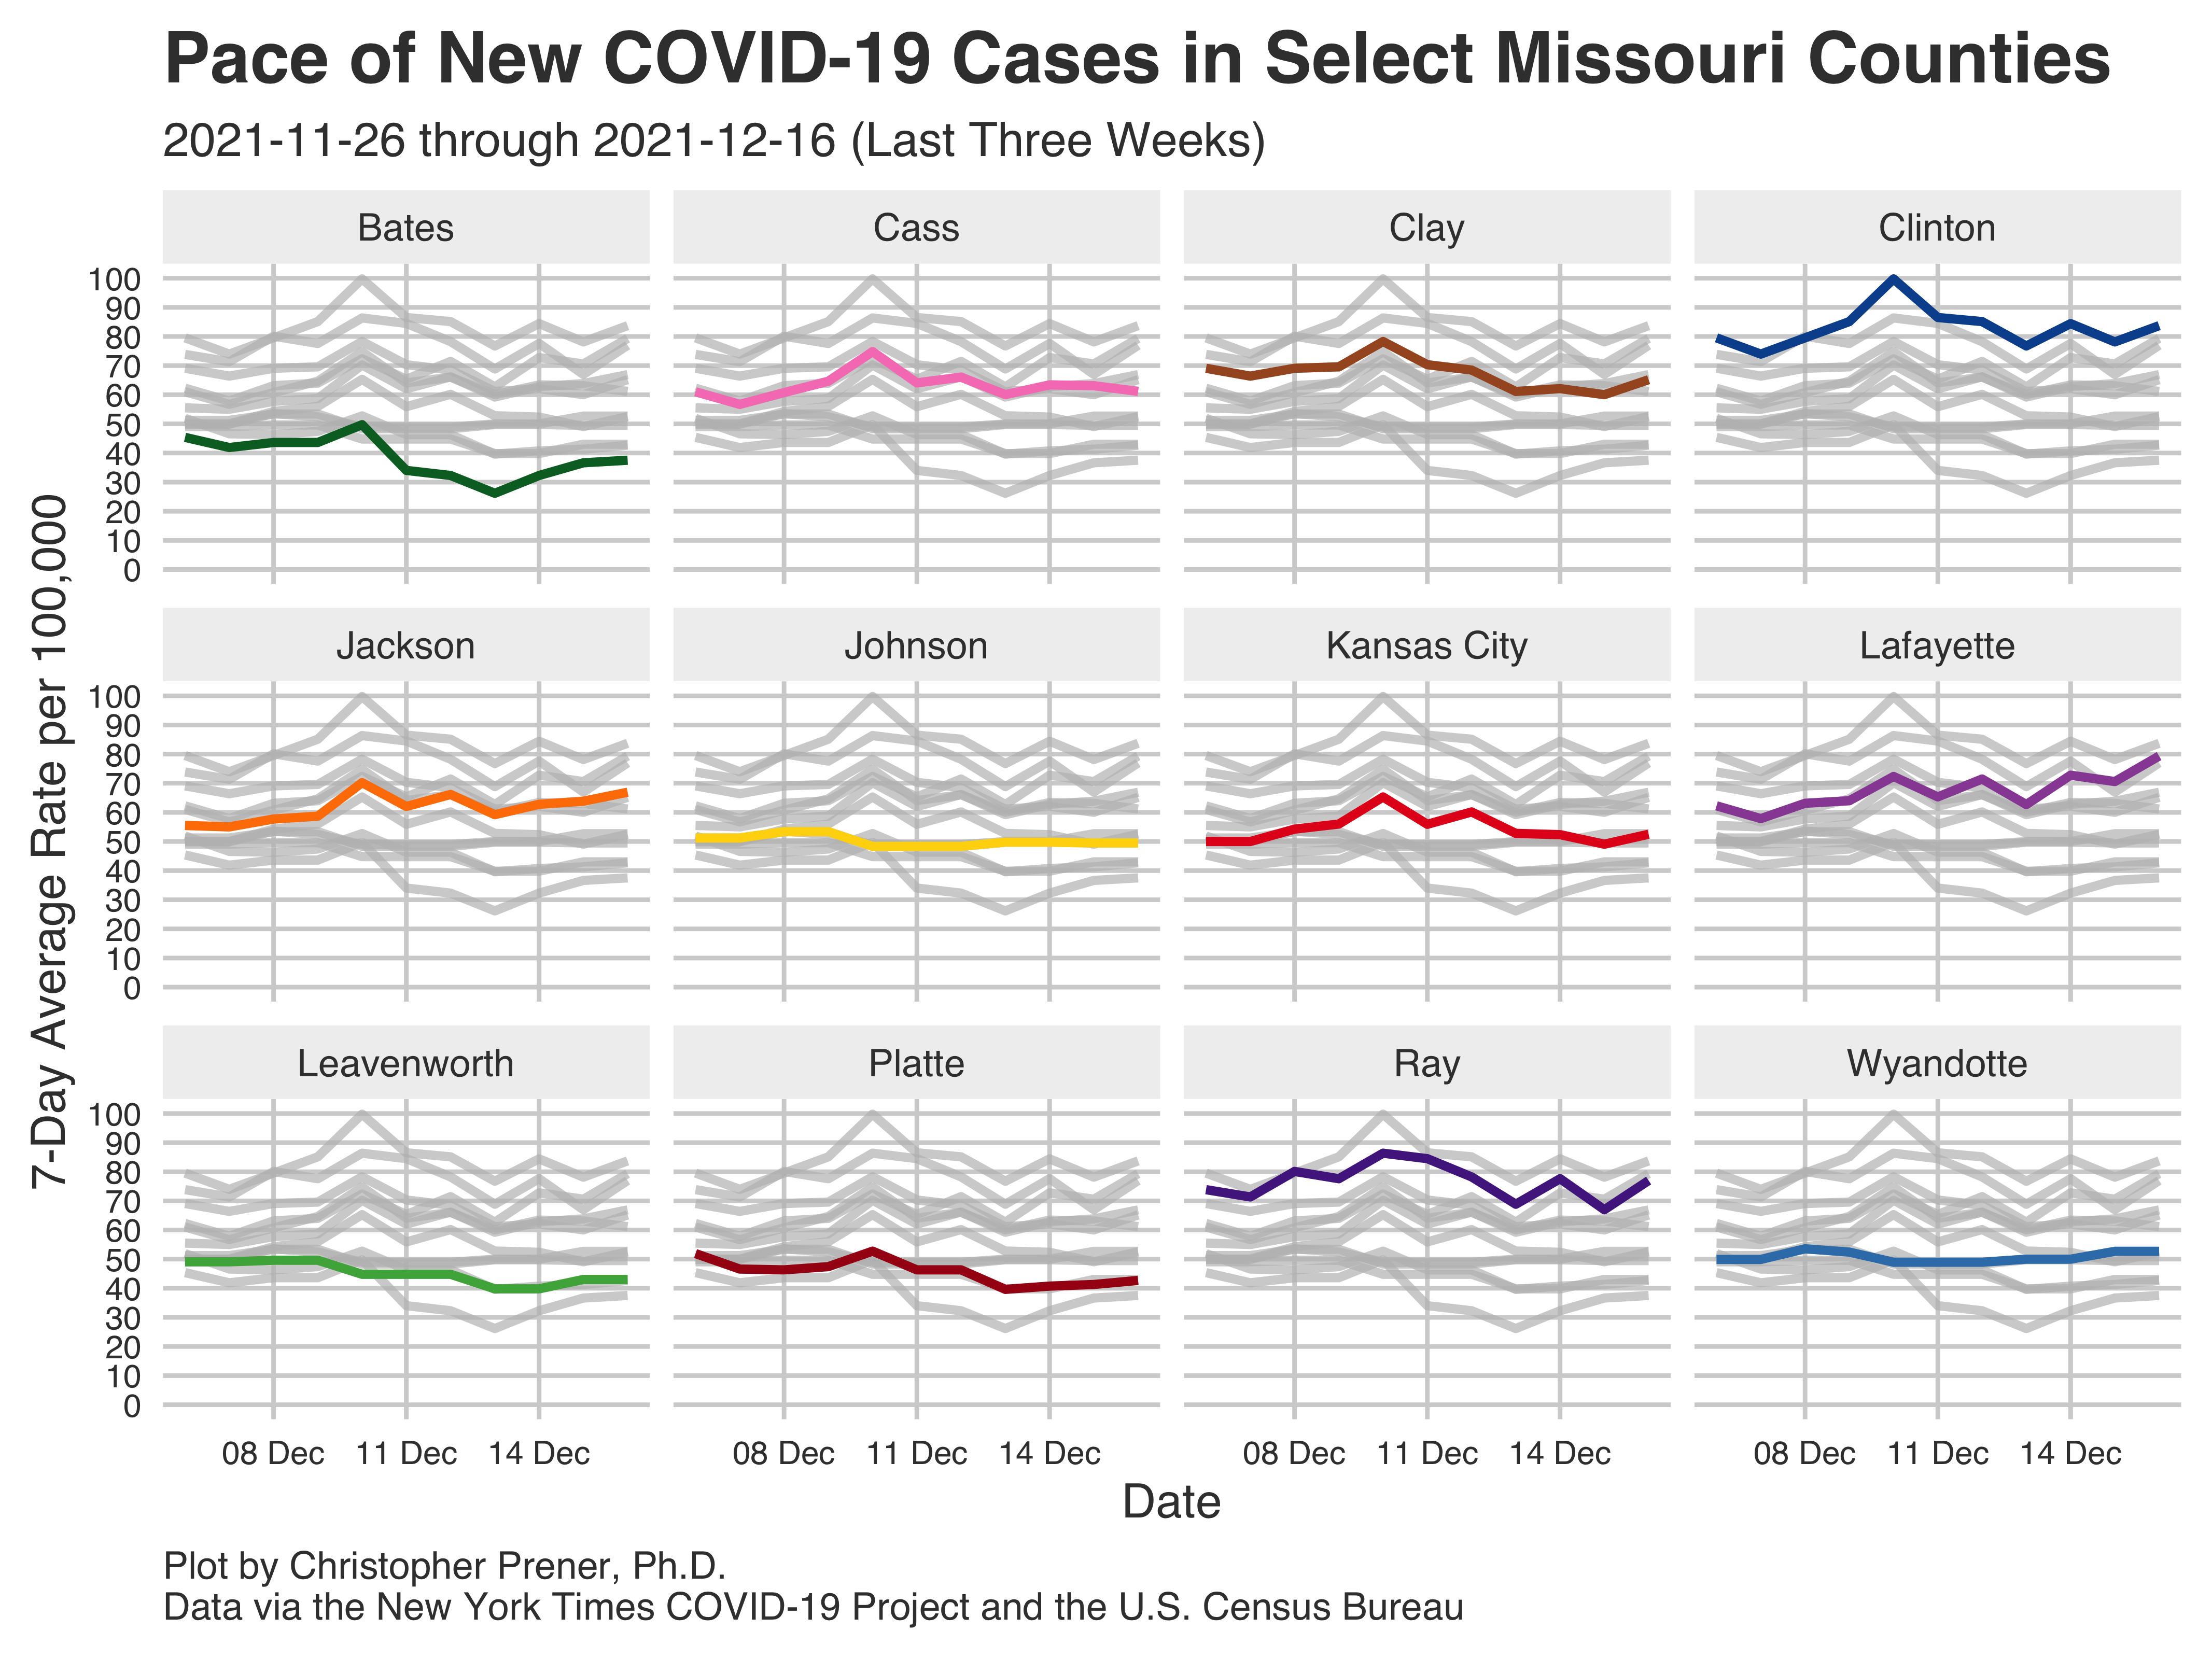 Pace of New COVID-19 Cases in Select Missouri Counties
2021-11-26 through 2021-12-16 (Last Three Weeks)
7-Day Average Rate per 100,000
Bates
Cass
Clay
Clinton
100
90
80
70
60
50
40
30
20
10
0
Jackson
Johnson
Kansas City
Lafayette
100
90
80
70
60
50
40
30
20
10
0
Leavenworth
Platte
Ray
Wyandotte
100
90
80
70
60
50
40
30
20
10
0
08 Dec 11 Dec 14 Dec
08 Dec 11 Dec 14 Dec
08 Dec 11 Dec 14 Dec
08 Dec 11 Dec 14 Dec
Date
Plot by Christopher Prener, Ph.D.
Data via the New York Times COVID-19 Project and the U.S. Census Bureau